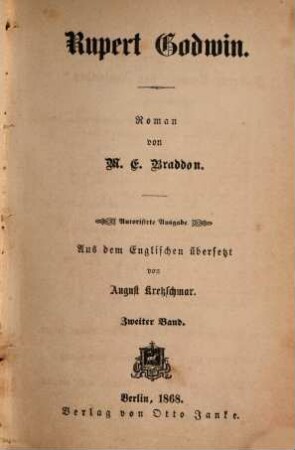 Rupert Godwin.
Roman
von
M. E. Braddon.
Autorisirte Ausgabe
Aus dem Englischen übersetzt
von
August Kretzschmar.
Zweiter Band.
Berlin, 1868.
Verlag von Otto Janke.